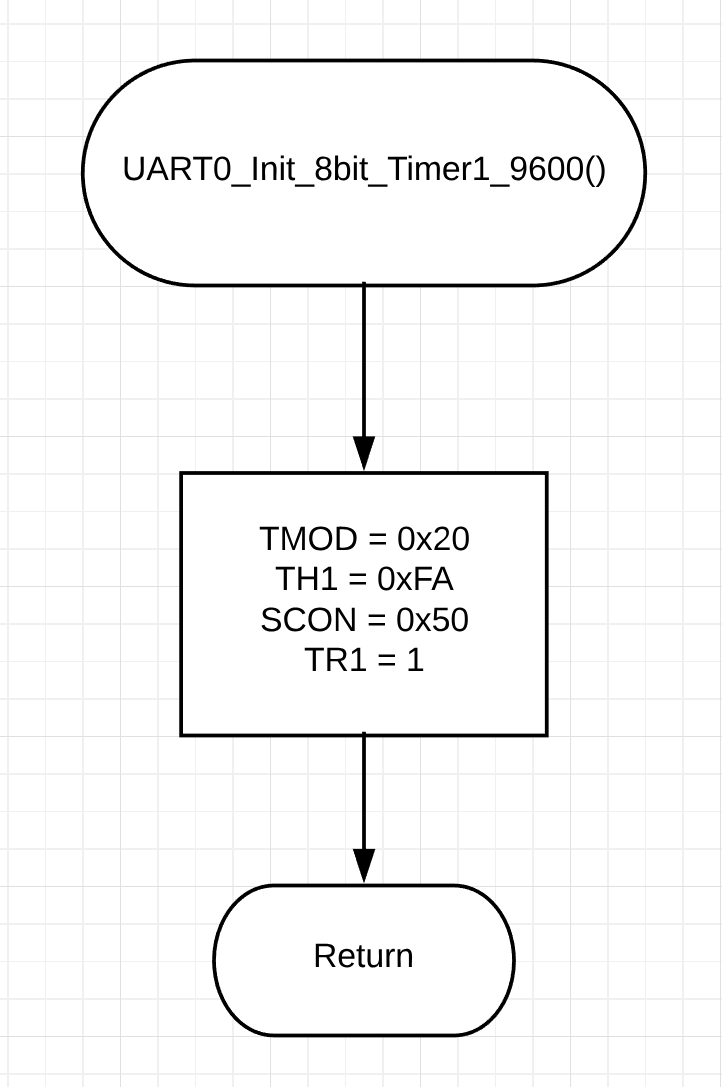 UART0_Init_8bit_Timer1_9600()
TMOD = 0x20
TH1 = 0xFA
SCON = 0x50
TR1 = 1
Return